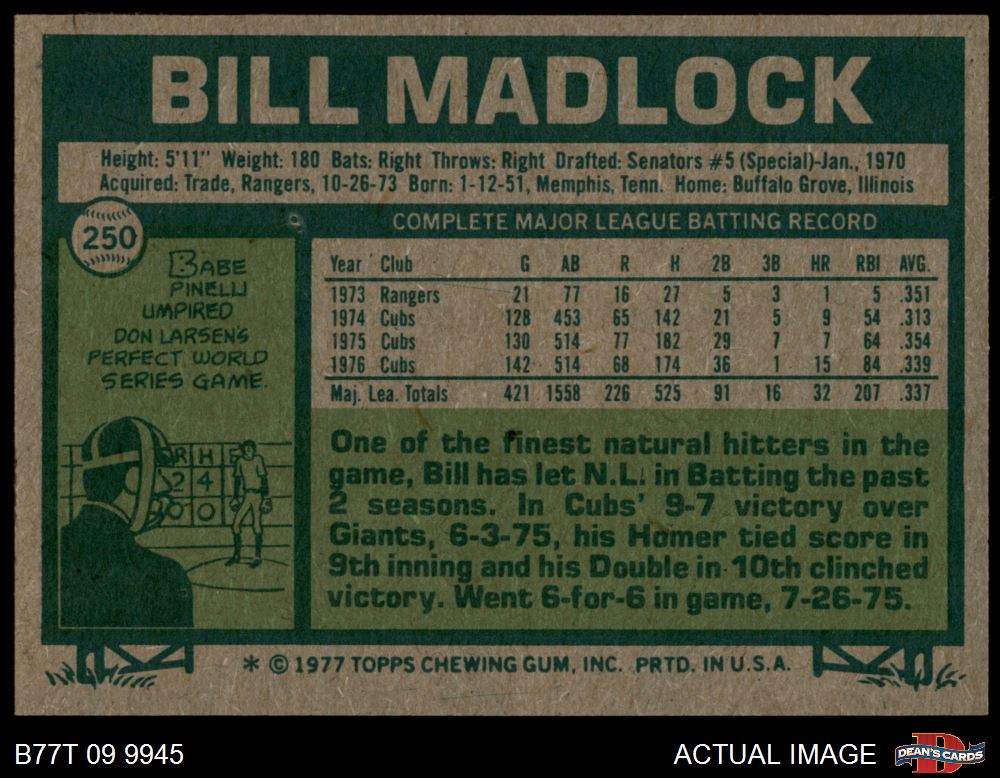 BILL MADLOCK
Height: 5'11" Weight: 180 Bats: Right Throws: Right Drafted: Senators #5 (Special)-Jan., 1970
Acquired: Trade, Rangers, 10-26-73 Born: 1-12-51, Memphis, Tenn. Home: Buffalo Grove, Illinois
250
BABE
PINELLI
UMPIRED
DON LARSEN'S
PERFECT WORLD
SERIES GAME.
R H E
2 4
0 0
COMPLETE MAJOR LEAGUE BATTING RECORD
Year Club G AB R H 2B 3B HR RBI AVG.
1973 Rangers 21 77 16 27 5 3 1 5 .351
1974 Cubs 128 453 65 142 21 5 9 54 .313
1975 Cubs 130 514 77 182 29 7 7 64 .354
1976 Cubs 142 514 68 174 36 1 15 84 .339
Maj. Lea. Totals 421 1558 226 525 91 16 32 207 .337
One of the finest natural hitters in the
game, Bill has let N.L. in Batting the past
2 seasons. In Cubs' 9-7 victory over
Giants, 6-3-75, his Homer tied score in
9th inning and his Double in 10th clinched
victory. Went 6-for-6 in game, 7-26-75.
* © 1977 TOPPS CHEWING GUM, INC. PRTD. IN U.S.A.
B77T 09 9945
ACTUAL IMAGE
DEAN'S CARDS